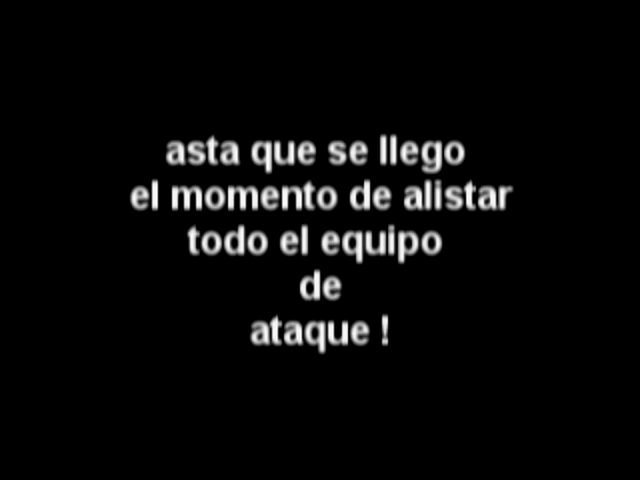 asta que se llego
el momento de alistar
todo el equipo
de
ataque !